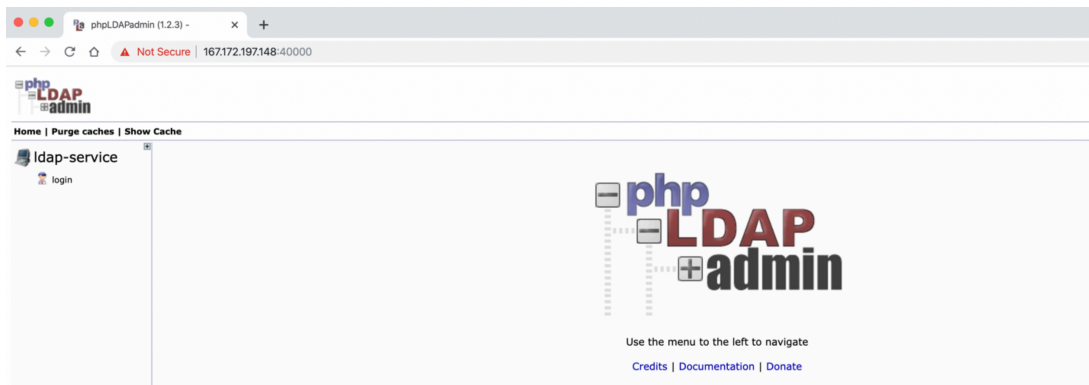 phpLDAPadmin (1.2.3) -
Not Secure | 167.172.197.148:40000
php
LDAP
admin
Home | Purge caches | Show Cache
ldap-service
login
php
LDAP
admin
Use the menu to the left to navigate
Credits | Documentation | Donate